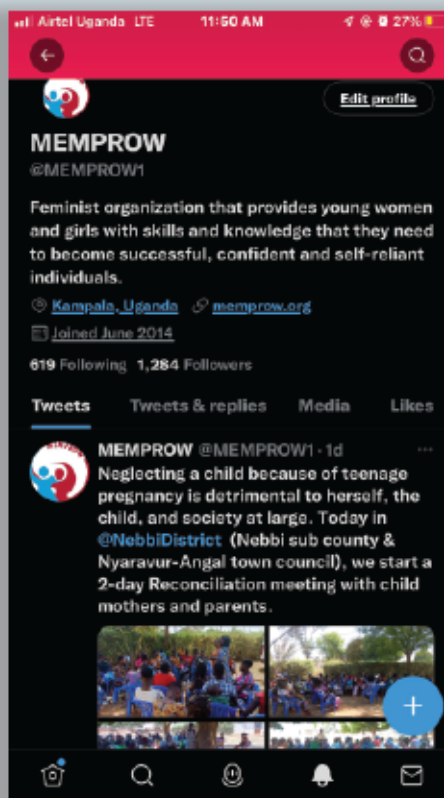 Airtel Uganda LTE 11:50 AM 27%
Edit profile
MEMPROW
@MEMPROW1
Feminist organization that provides young women
and girls with skills and knowledge that they need
to become successful, confident and self-reliant
individuals.
Kampala, Uganda memprow.org
Joined June 2014
619 Following 1,284 Followers
Tweets Tweets & replies Media Likes
MEMPROW @MEMPROW1 · 1d
Neglecting a child because of teenage
pregnancy is detrimental to herself, the
child, and society at large. Today in
@NebbiDistrict (Nebbi sub county &
Nyaravur-Angal town council), we start a
2-day Reconciliation meeting with child
mothers and parents.